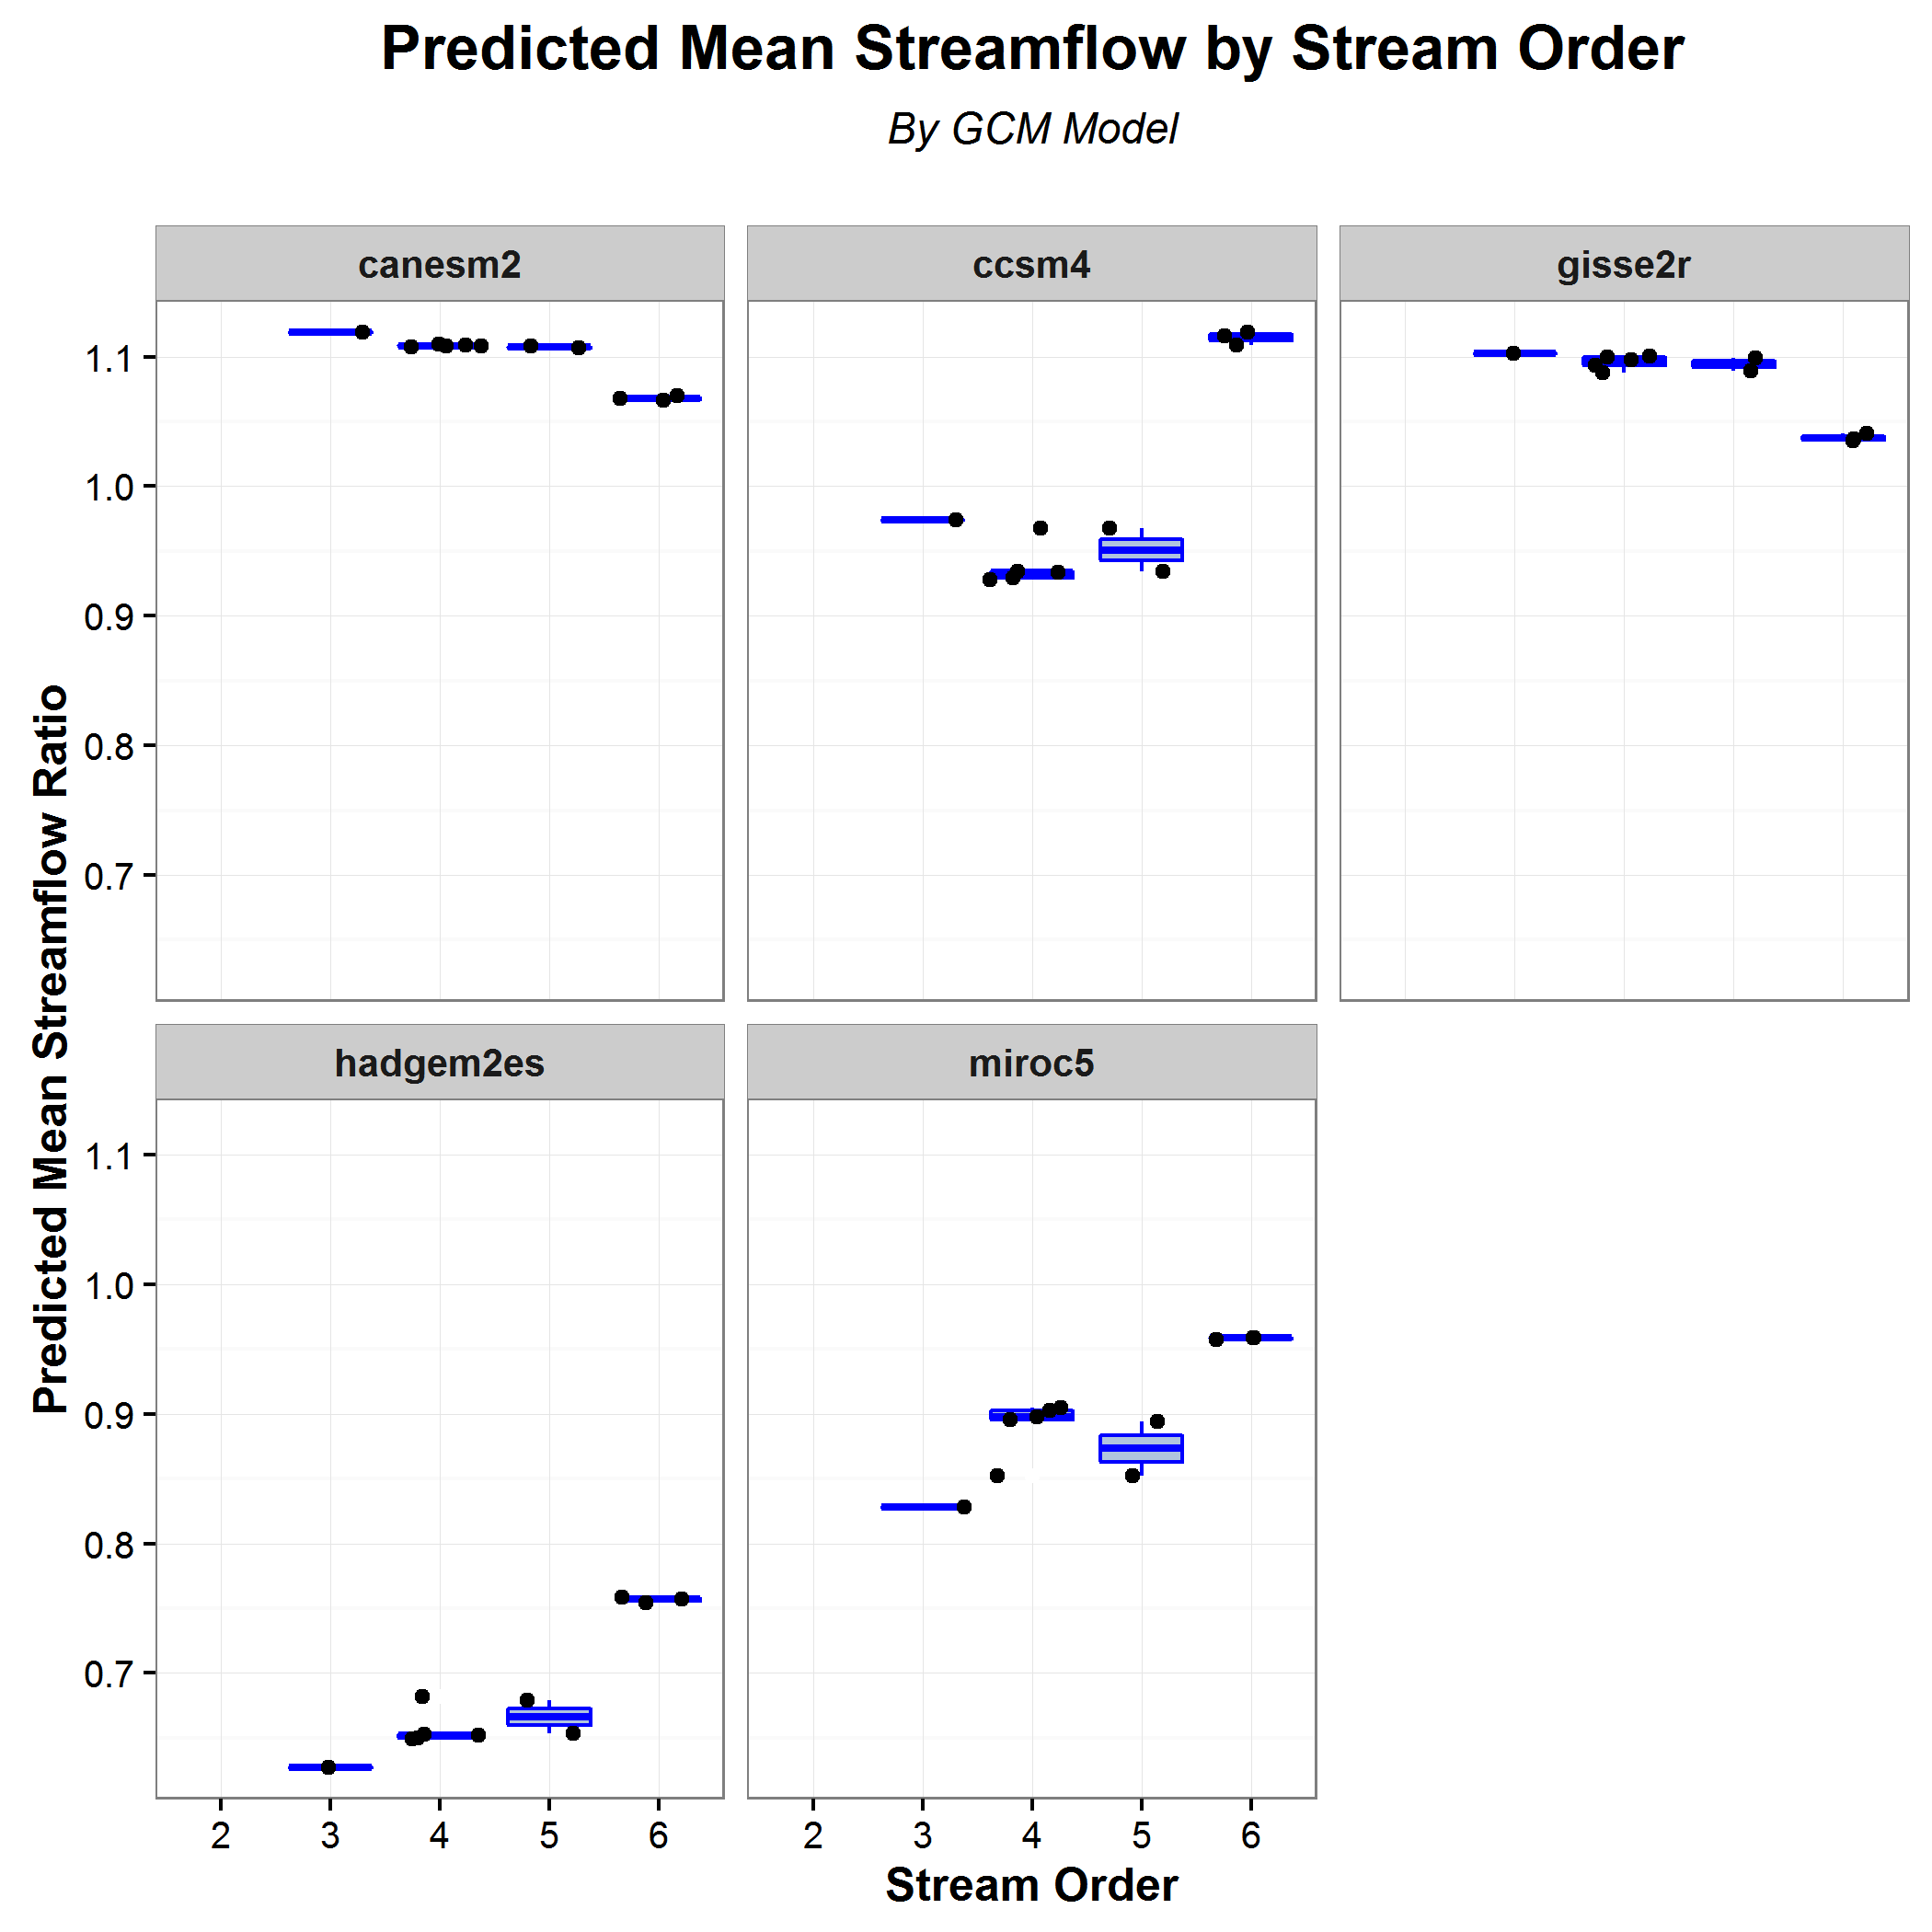 Predicted Mean Streamflow by Stream Order
By GCM Model
canesm2
ccsm4
gisse2r
1.1
1.0
0.9
0.8
0.7
Predicted Mean Streamflow Ratio
hadgem2es
miroc5
1.1
1.0
0.9
0.8
0.7
2 3 4 5 6
2 3 4 5 6
Stream Order